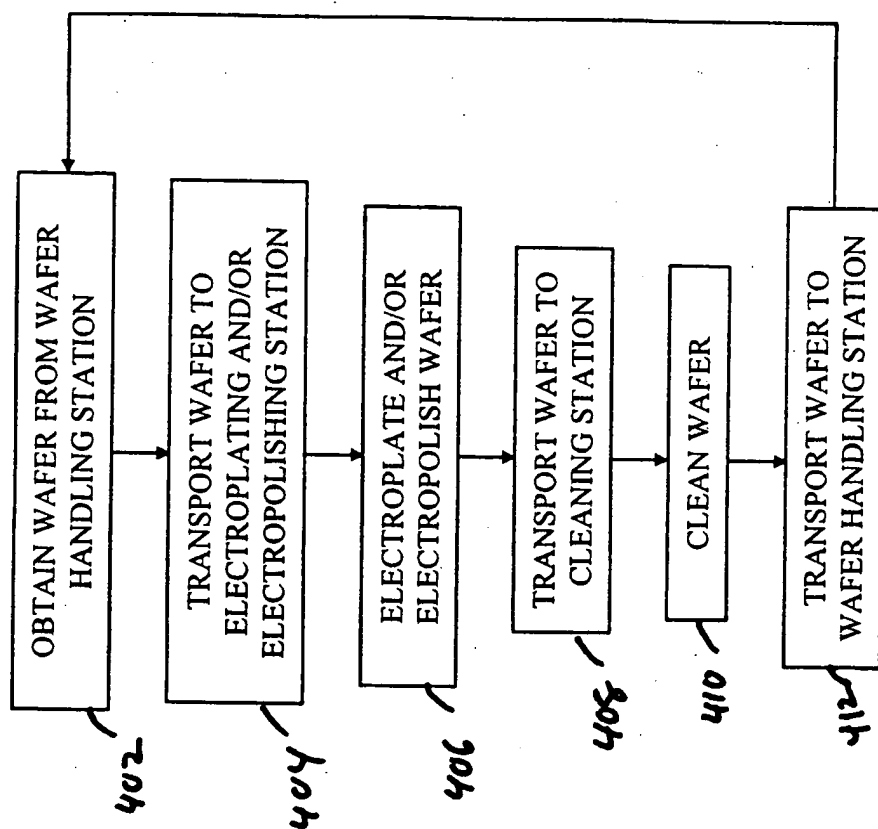 OBTAIN WAFER FROM WAFER
HANDLING STATION
402
TRANSPORT WAFER TO
ELECTROPLATING AND/OR
ELECTROPOLISHING STATION
404
ELECTROPLATE AND/OR
ELECTROPOLISH WAFER
406
TRANSPORT WAFER TO
CLEANING STATION
408
CLEAN WAFER
410
TRANSPORT WAFER TO
WAFER HANDLING STATION
412